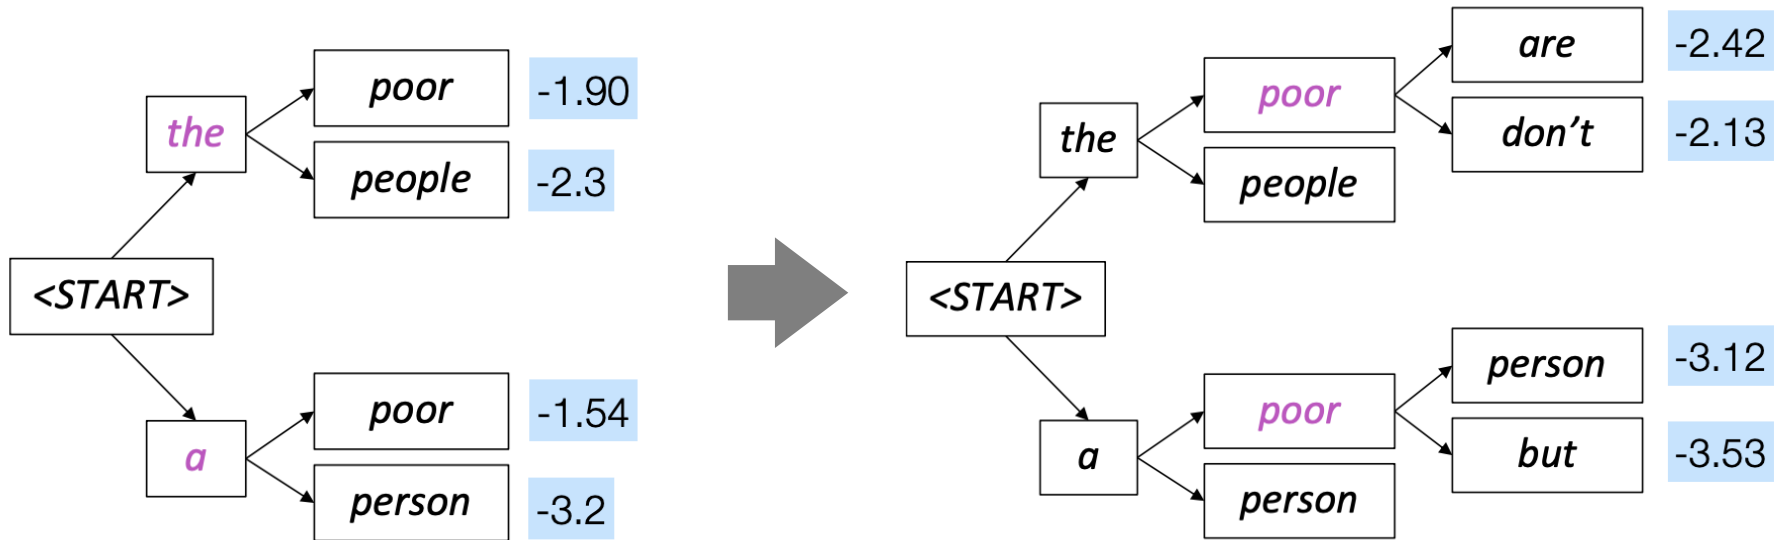 poor
-1.90
the
people
-2.3
<START>
poor
-1.54
a
person
-3.2
are
-2.42
poor
the
don't
-2.13
people
<START>
person
-3.12
poor
a
but
-3.53
person